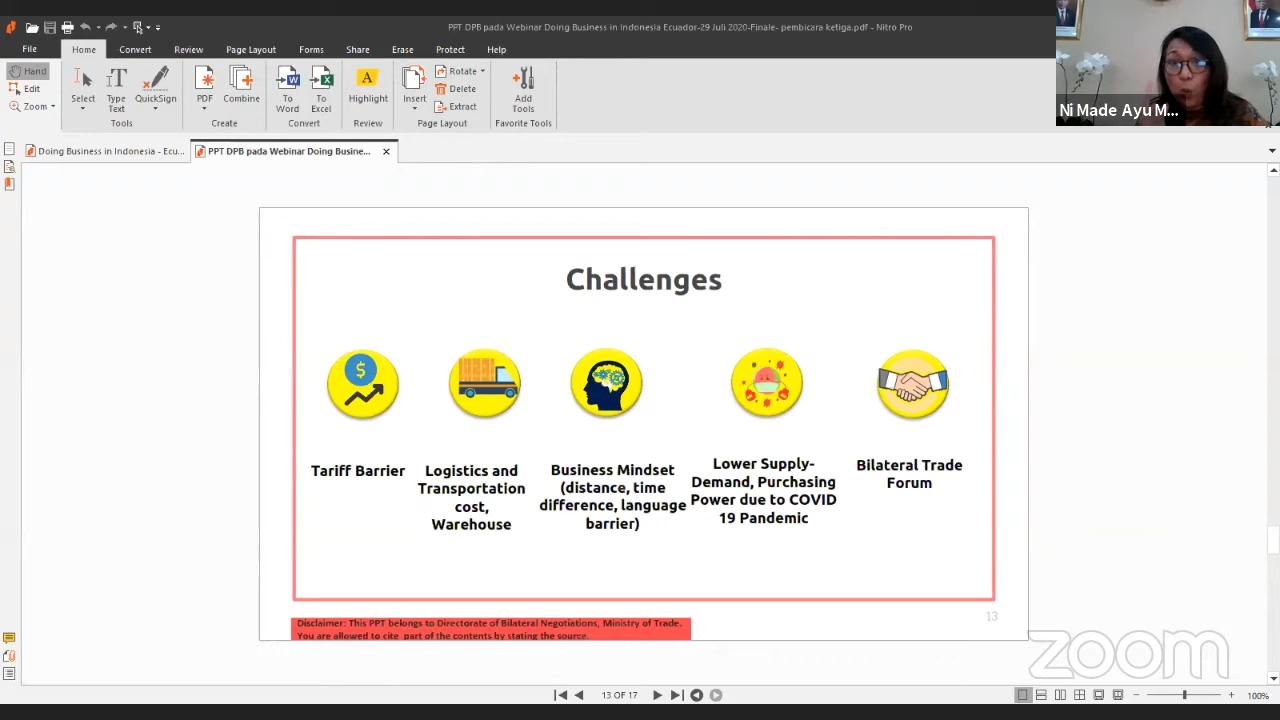 PPT DPB pada Webinar Doing Business in Indonesia Ecuador-29 Juli 2020-Finale- pembicara ketiga.pdf - Nitro Pro
File Home Convert Review Page Layout Forms Share Erase Protect Help
Hand
Edit
Zoom
Select
Type Text
QuickSign
Tools
PDF
Combine
Create
To Word
To Excel
Convert
Highlight
Review
Insert
Rotate
Delete
Extract
Page Layout
Add Tools
Favorite Tools
Ni Made Ayu M...
Doing Business in Indonesia - Ecu...
PPT DPB pada Webinar Doing Busine...
Challenges
Tariff Barrier
Logistics and
Transportation
cost,
Warehouse
Business Mindset
(distance, time
difference, language
barrier)
Lower Supply-
Demand, Purchasing
Power due to COVID
19 Pandemic
Bilateral Trade
Forum
13
Disclaimer: This PPT belongs to Directorate of Bilateral Negotiations, Ministry of Trade.
You are allowed to cite part of the contents by stating the source.
zoom
13 OF 17
100%